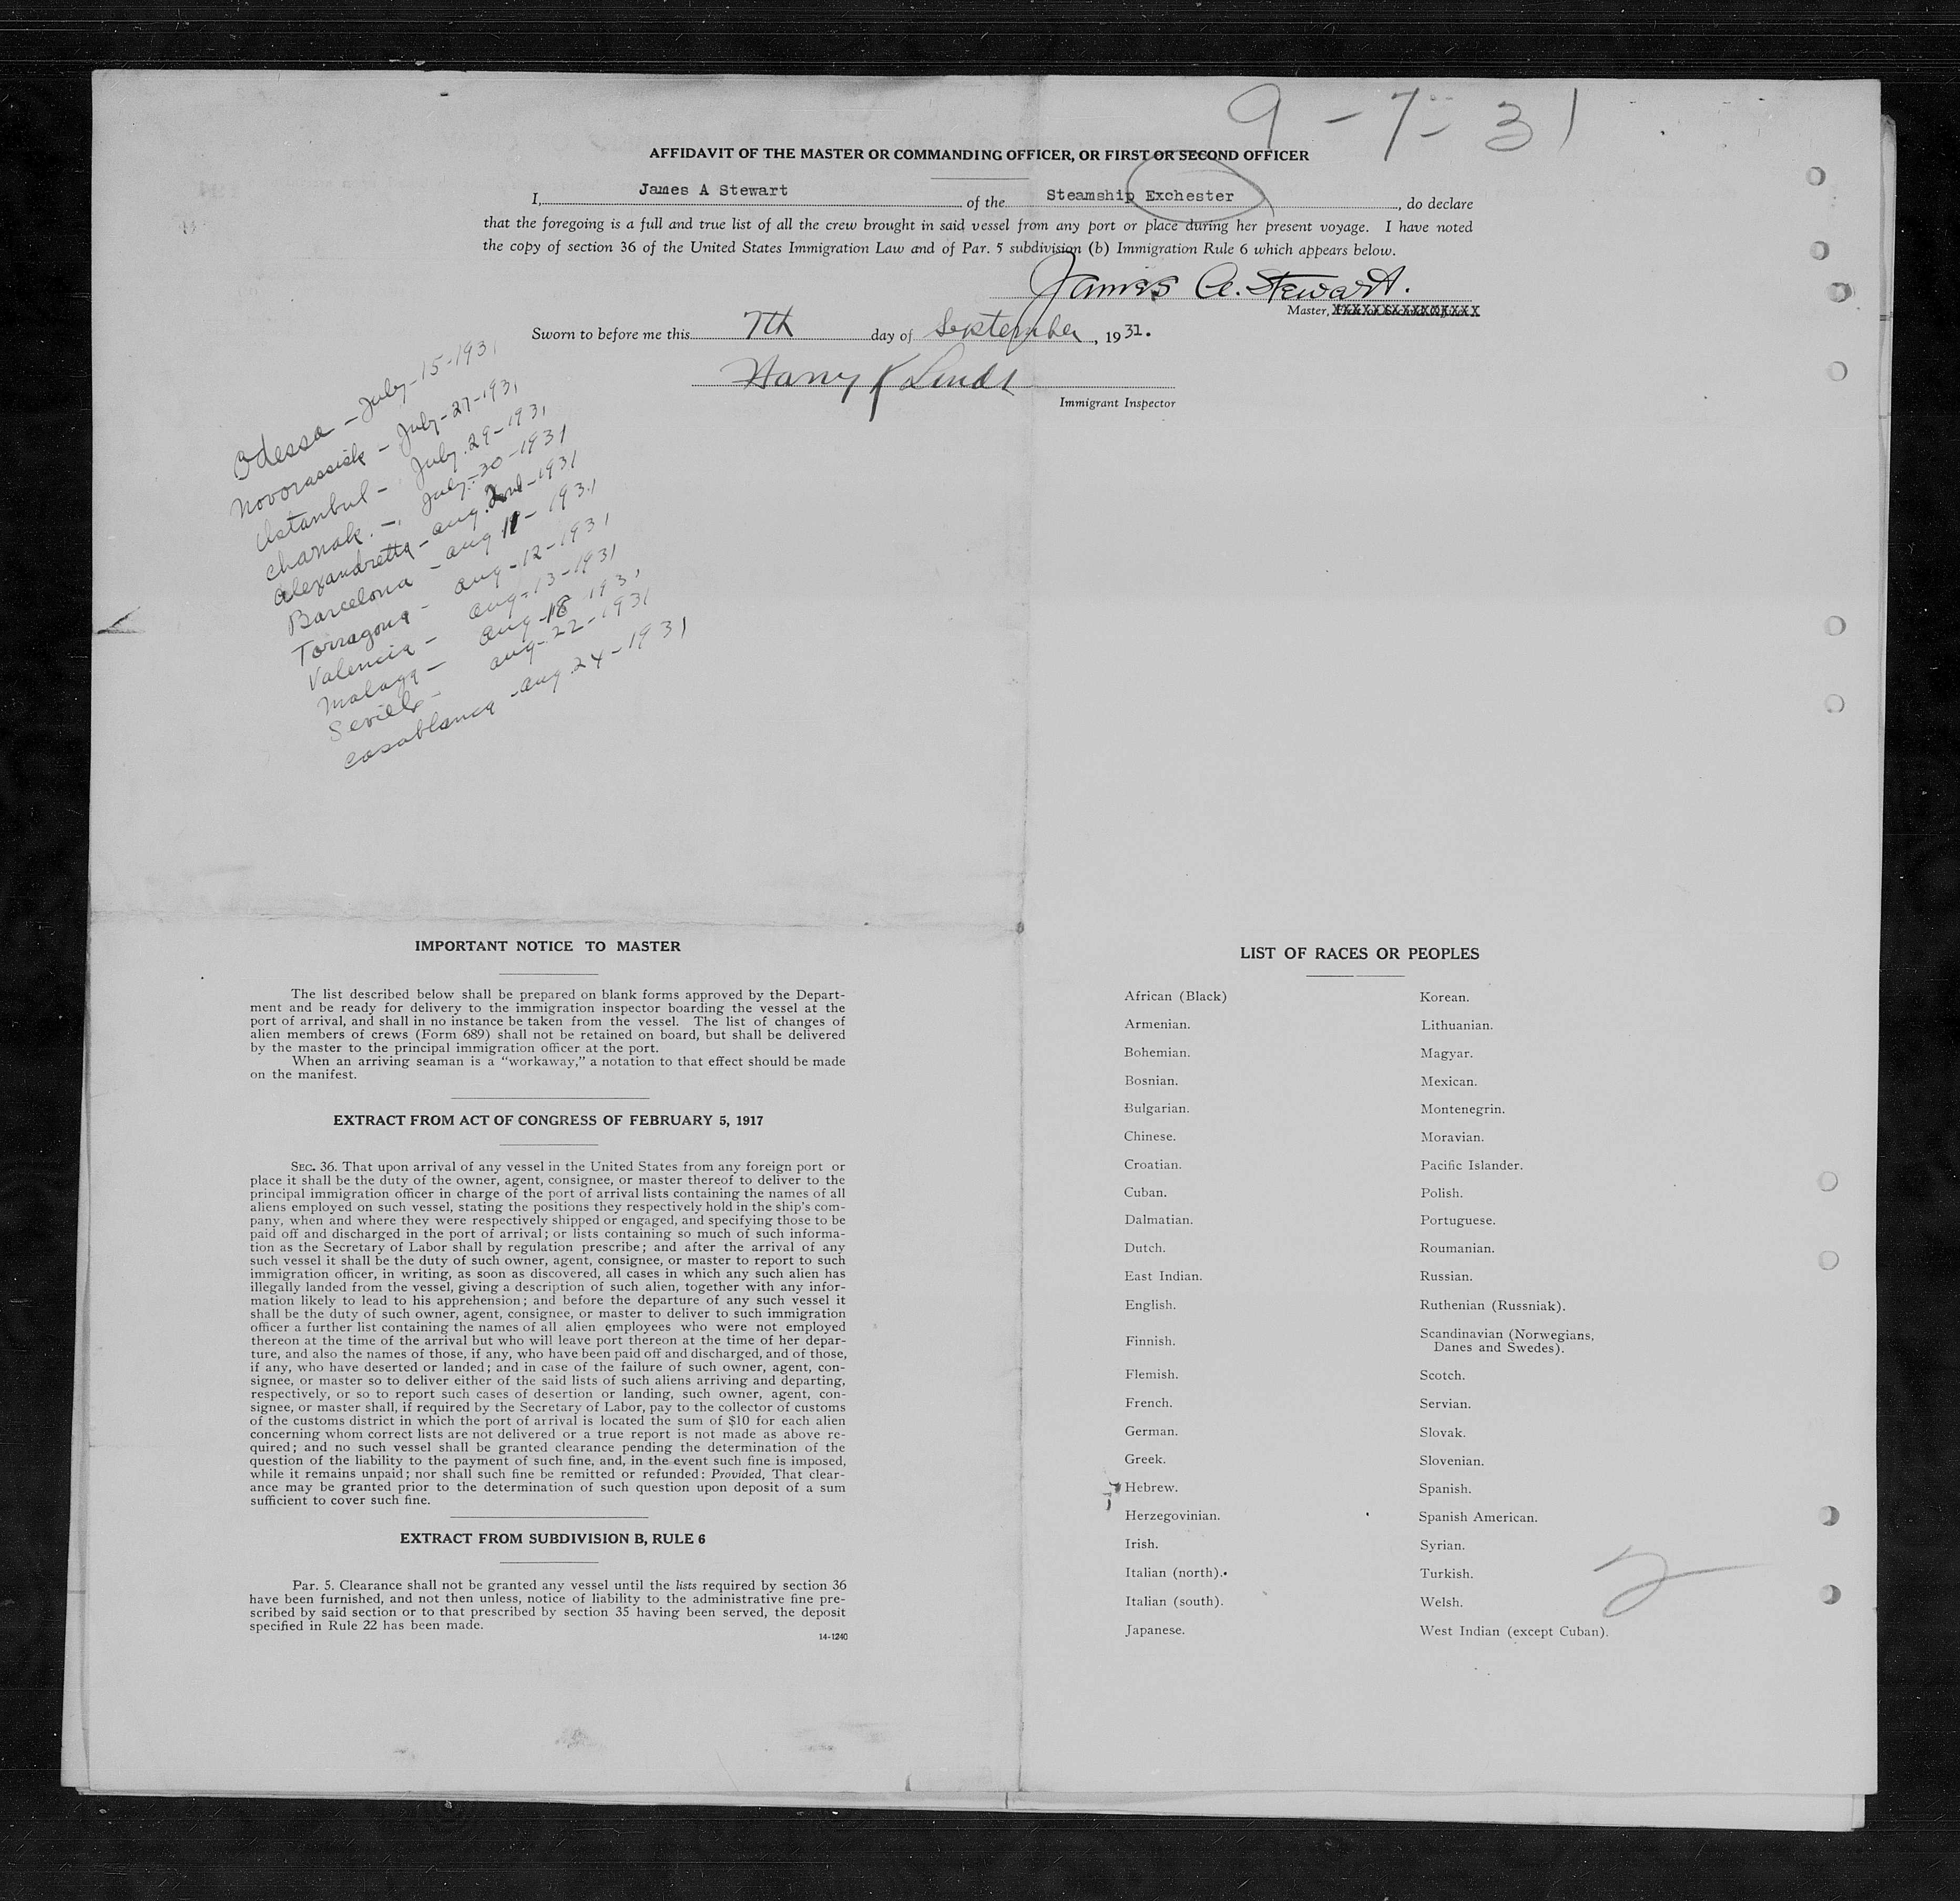 9-7-31
AFFIDAVIT OF THE MASTER OR COMMANDING OFFICER, OR FIRST OR SECOND OFFICER
I, James A Stewart of the Steamship Exchester, do declare
that the foregoing is a full and true list of all the crew brought in said vessel from any port or place during her present voyage. I have noted
the copy of section 36 of the United States Immigration Law and of Par. 5 subdivision (b) Immigration Rule 6 which appears below.
James A. Stewart.
Master,
Sworn to before me this 7th day of September, 1931.
Harry K
Immigrant Inspector
Odessa - July-15-1931
Novorassisk - July-27-1931
Istanbul - July.29-1931
Chanak. - July-30-1931
Alexandretta - aug.2nd-1931
Barcelona - aug 11-1931
Tarragona - aug-12-1931
Valencia - aug-13-1931
Malaga - aug-18-1931
Seville - aug-22-1931
Casablanca - aug.24-1931
IMPORTANT NOTICE TO MASTER
The list described below shall be prepared on blank forms approved by the Depart-
ment and be ready for delivery to the immigration inspector boarding the vessel at the
port of arrival, and shall in no instance be taken from the vessel. The list of changes of
alien members of crews (Form 689) shall not be retained on board, but shall be delivered
by the master to the principal immigration officer at the port.
When an arriving seaman is a “workaway,” a notation to that effect should be made
on the manifest.
EXTRACT FROM ACT OF CONGRESS OF FEBRUARY 5, 1917
SEC. 36. That upon arrival of any vessel in the United States from any foreign port or
place it shall be the duty of the owner, agent, consignee, or master thereof to deliver to the
principal immigration officer in charge of the port of arrival lists containing the names of all
aliens employed on such vessel, stating the positions they respectively hold in the ship's com-
pany, when and where they were respectively shipped or engaged, and specifying those to be
paid off and discharged in the port of arrival; or lists containing so much of such informa-
tion as the Secretary of Labor shall by regulation prescribe; and after the arrival of any
such vessel it shall be the duty of such owner, agent, consignee, or master to report to such
immigration officer, in writing, as soon as discovered, all cases in which any such alien has
illegally landed from the vessel, giving a description of such alien, together with any infor-
mation likely to lead to his apprehension; and before the departure of any such vessel it
shall be the duty of such owner, agent, consignee, or master to deliver to such immigration
officer a further list containing the names of all alien employees who were not employed
thereon at the time of the arrival but who will leave port thereon at the time of her depar-
ture, and also the names of those, if any, who have been paid off and discharged, and of those,
if any, who have deserted or landed; and in case of the failure of such owner, agent, con-
signee, or master so to deliver either of the said lists of such aliens arriving and departing,
respectively, or so to report such cases of desertion or landing, such owner, agent, con-
signee, or master shall, if required by the Secretary of Labor, pay to the collector of customs
of the customs district in which the port of arrival is located the sum of $10 for each alien
concerning whom correct lists are not delivered or a true report is not made as above re-
quired; and no such vessel shall be granted clearance pending the determination of the
question of the liability to the payment of such fine, and, in the event such fine is imposed,
while it remains unpaid; nor shall such fine be remitted or refunded: Provided, That clear-
ance may be granted prior to the determination of such question upon deposit of a sum
sufficient to cover such fine.
EXTRACT FROM SUBDIVISION B, RULE 6
Par. 5. Clearance shall not be granted any vessel until the lists required by section 36
have been furnished, and not then unless, notice of liability to the administrative fine pre-
scribed by said section or to that prescribed by section 35 having been served, the deposit
specified in Rule 22 has been made.
14-1240
LIST OF RACES OR PEOPLES
African (Black)
Armenian.
Bohemian.
Bosnian.
Bulgarian.
Chinese.
Croatian.
Cuban.
Dalmatian.
Dutch.
East Indian.
English.
Finnish.
Flemish.
French.
German.
Greek.
Hebrew.
Herzegovinian.
Irish.
Italian (north).
Italian (south).
Japanese.
Korean.
Lithuanian.
Magyar.
Mexican.
Montenegrin.
Moravian.
Pacific Islander.
Polish.
Portuguese.
Roumanian.
Russian.
Ruthenian (Russniak).
Scandinavian (Norwegians,
Danes and Swedes).
Scotch.
Servian.
Slovak.
Slovenian.
Spanish.
Spanish American.
Syrian.
Turkish.
Welsh.
West Indian (except Cuban).
2